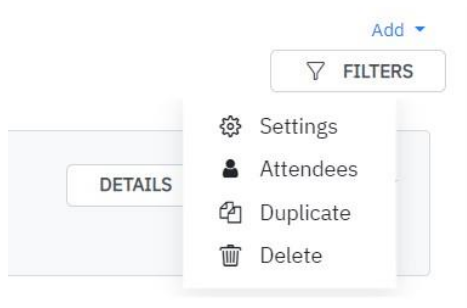 Add
FILTERS
Settings
Attendees
DETAILS
Duplicate
Delete